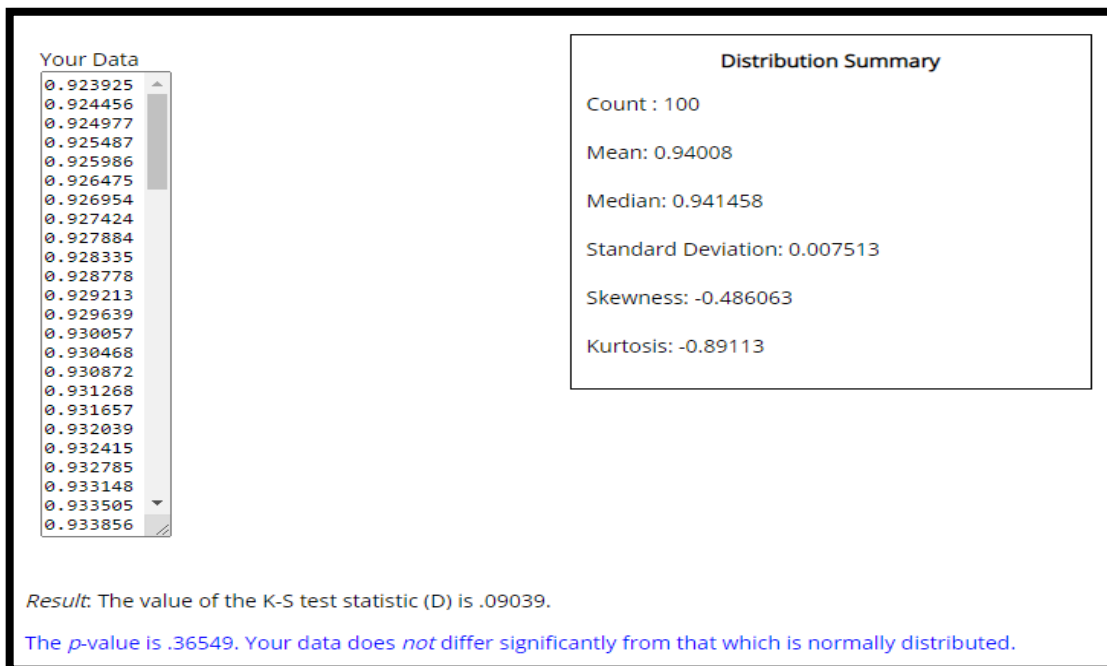 Your Data
0.923925
0.924456
0.924977
0.925487
0.925986
0.926475
0.926954
0.927424
0.927884
0.928335
0.928778
0.929213
0.929639
0.930057
0.930468
0.930872
0.931268
0.931657
0.932039
0.932415
0.932785
0.933148
0.933505
0.933856
Distribution Summary
Count : 100
Mean: 0.94008
Median: 0.941458
Standard Deviation: 0.007513
Skewness: -0.486063
Kurtosis: -0.89113
Result: The value of the K-S test statistic (D) is .09039.
The p-value is .36549. Your data does not differ significantly from that which is normally distributed.